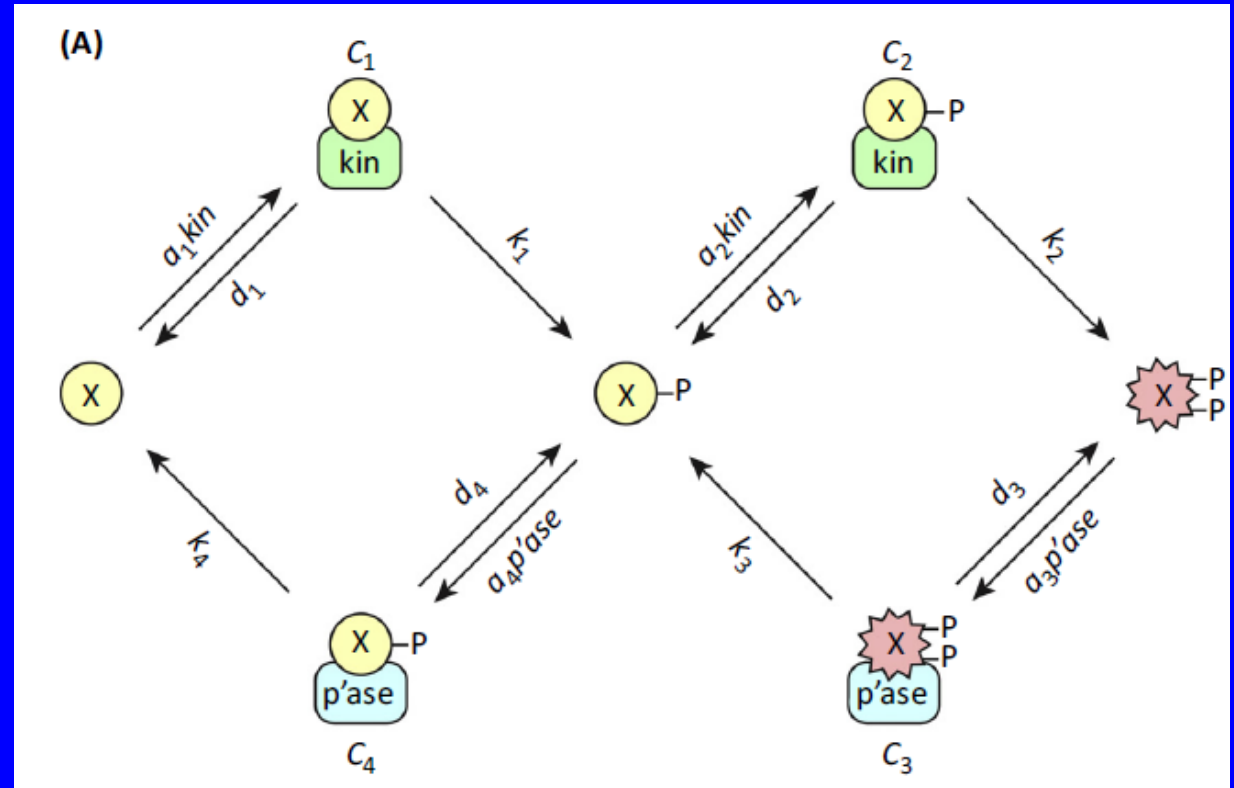 (A)
C₁
X
kin
C₂
X–P
kin
a₁kin
d₁
k₁
a₂kin
d₂
k₂
X
X–P
X
P
P
k₄
d₄
a₄p'ase
k₃
d₃
a₃p'ase
X–P
p'ase
C₄
X
P
P
p'ase
C₃